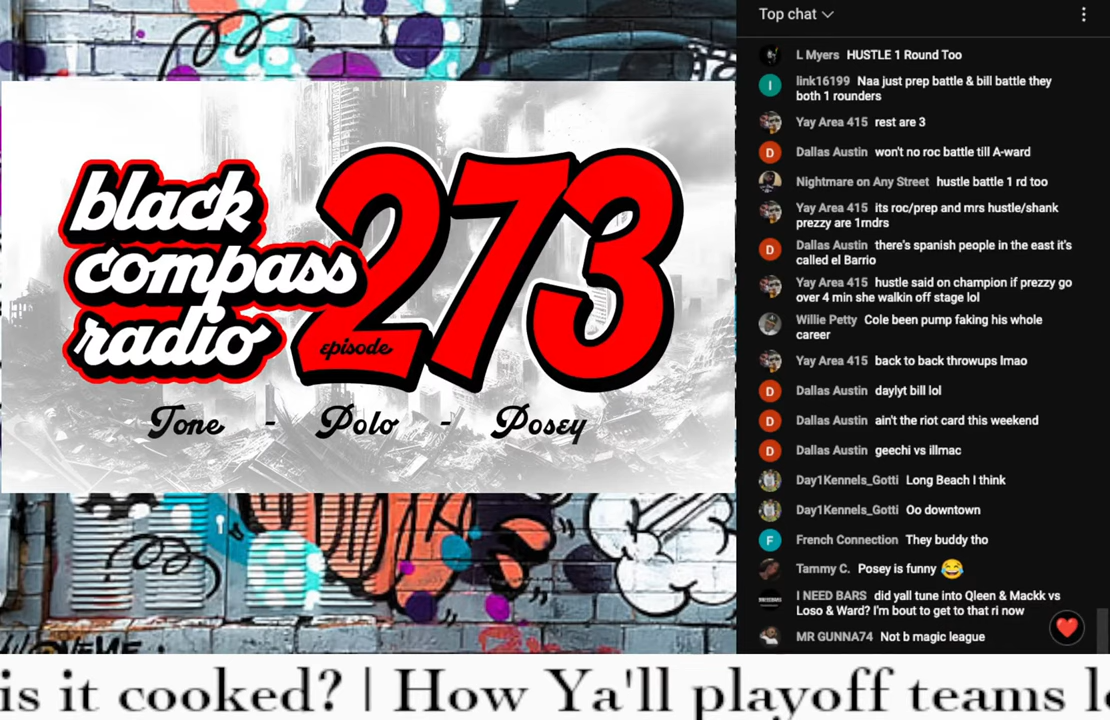 black
compass
radio
273
episode
Tone - Polo - Posey
Top chat
L Myers HUSTLE 1 Round Too
link16199 Naa just prep battle & bill battle they
both 1 rounders
Yay Area 415 rest are 3
Dallas Austin won't no roc battle till A-ward
Nightmare on Any Street hustle battle 1 rd too
Yay Area 415 its roc/prep and mrs hustle/shank
prezzy are 1rndrs
Dallas Austin there's spanish people in the east it's
called el Barrio
Yay Area 415 hustle said on champion if prezzy go
over 4 min she walkin off stage lol
Willie Petty Cole been pump faking his whole
career
Yay Area 415 back to back throwups lmao
Dallas Austin daylyt bill lol
Dallas Austin ain't the riot card this weekend
Dallas Austin geechi vs illmac
Day1Kennels_Gotti Long Beach I think
Day1Kennels_Gotti Oo downtown
French Connection They buddy tho
Tammy C. Posey is funny 😂
I NEED BARS did yall tune into Qleen & Mackk vs
Loso & Ward? I'm bout to get to that ri now
MR GUNNA74 Not b magic league
is it cooked? | How Ya'll playoff teams